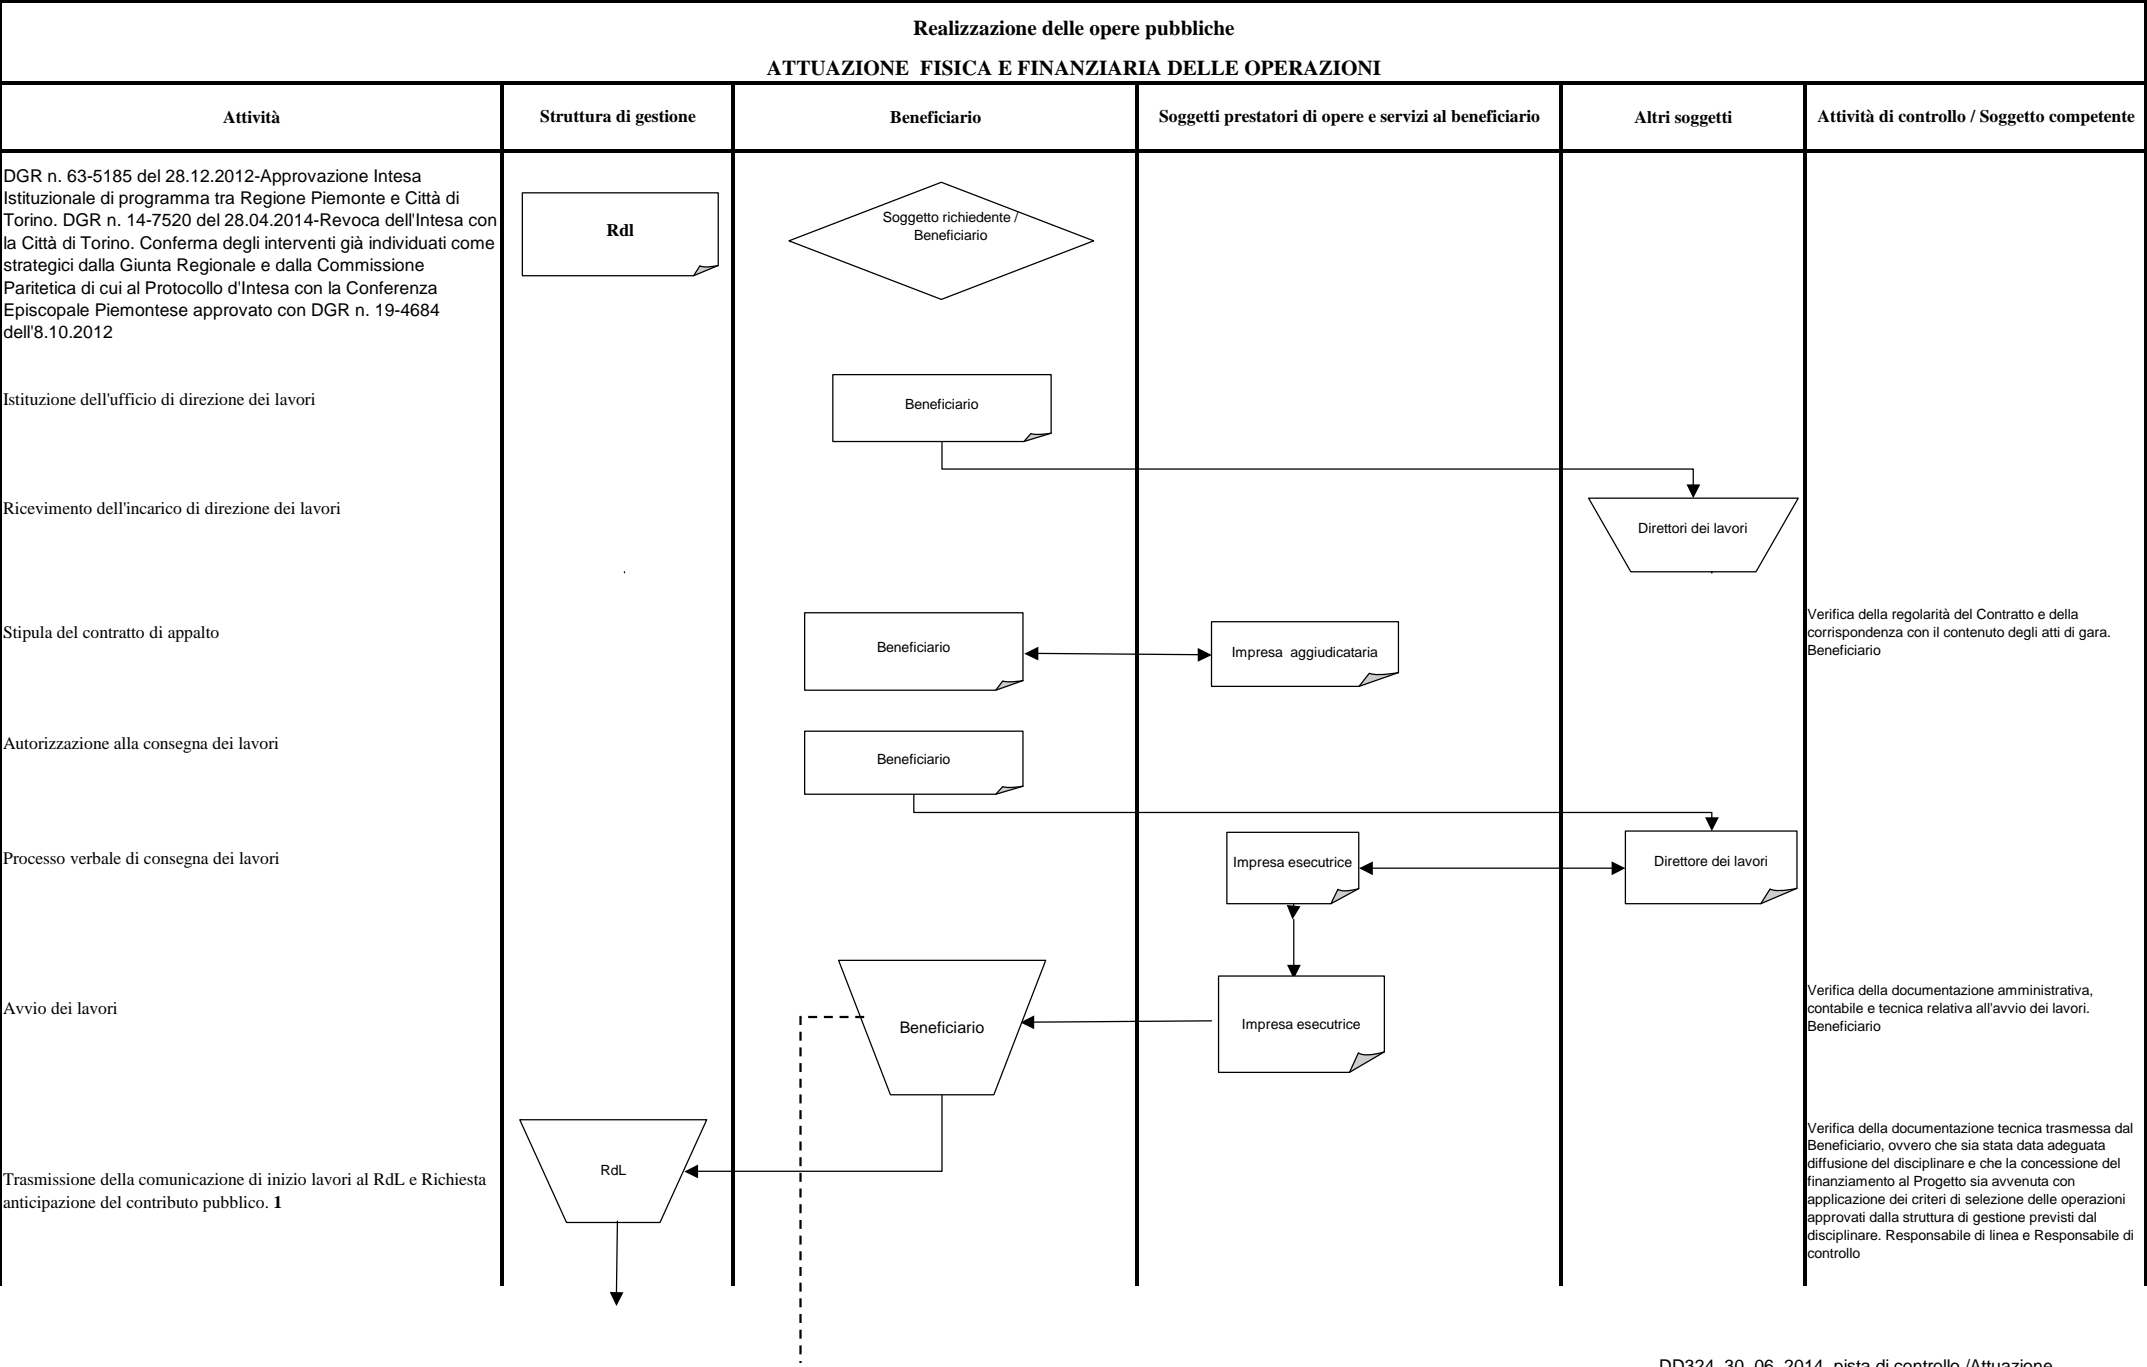 Realizzazione delle opere pubbliche
ATTUAZIONE  FISICA E FINANZIARIA DELLE OPERAZIONI
Attività
Struttura di gestione
Beneficiario
Soggetti prestatori di opere e servizi al beneficiario
Altri soggetti
Attività di controllo / Soggetto competente
DGR n. 63-5185 del 28.12.2012-Approvazione Intesa
Istituzionale di programma tra Regione Piemonte e Città di
Torino. DGR n. 14-7520 del 28.04.2014-Revoca dell'Intesa con
la Città di Torino. Conferma degli interventi già individuati come
strategici dalla Giunta Regionale e dalla Commissione
Paritetica di cui al Protocollo d'Intesa con la Conferenza
Episcopale Piemontese approvato con DGR n. 19-4684
dell'8.10.2012
Rdl
Soggetto richiedente /
Beneficiario
Istituzione dell'ufficio di direzione dei lavori
Beneficiario
Ricevimento dell'incarico di direzione dei lavori
Direttori dei lavori
Stipula del contratto di appalto
Beneficiario
Impresa  aggiudicataria
Verifica della regolarità del Contratto e della
corrispondenza con il contenuto degli atti di gara.
Beneficiario
Autorizzazione alla consegna dei lavori
Beneficiario
Processo verbale di consegna dei lavori
Impresa esecutrice
Direttore dei lavori
Avvio dei lavori
Beneficiario
Impresa esecutrice
Verifica della documentazione amministrativa,
contabile e tecnica relativa all'avvio dei lavori.
Beneficiario
Trasmissione della comunicazione di inizio lavori al RdL e Richiesta
anticipazione del contributo pubblico. 1
RdL
Verifica della documentazione tecnica trasmessa dal
Beneficiario, ovvero che sia stata data adeguata
diffusione del disciplinare e che la concessione del
finanziamento al Progetto sia avvenuta con
applicazione dei criteri di selezione delle operazioni
approvati dalla struttura di gestione previsti dal
disciplinare. Responsabile di linea e Responsabile di
controllo
DD324_30_06_2014_pista di controllo /Attuazione